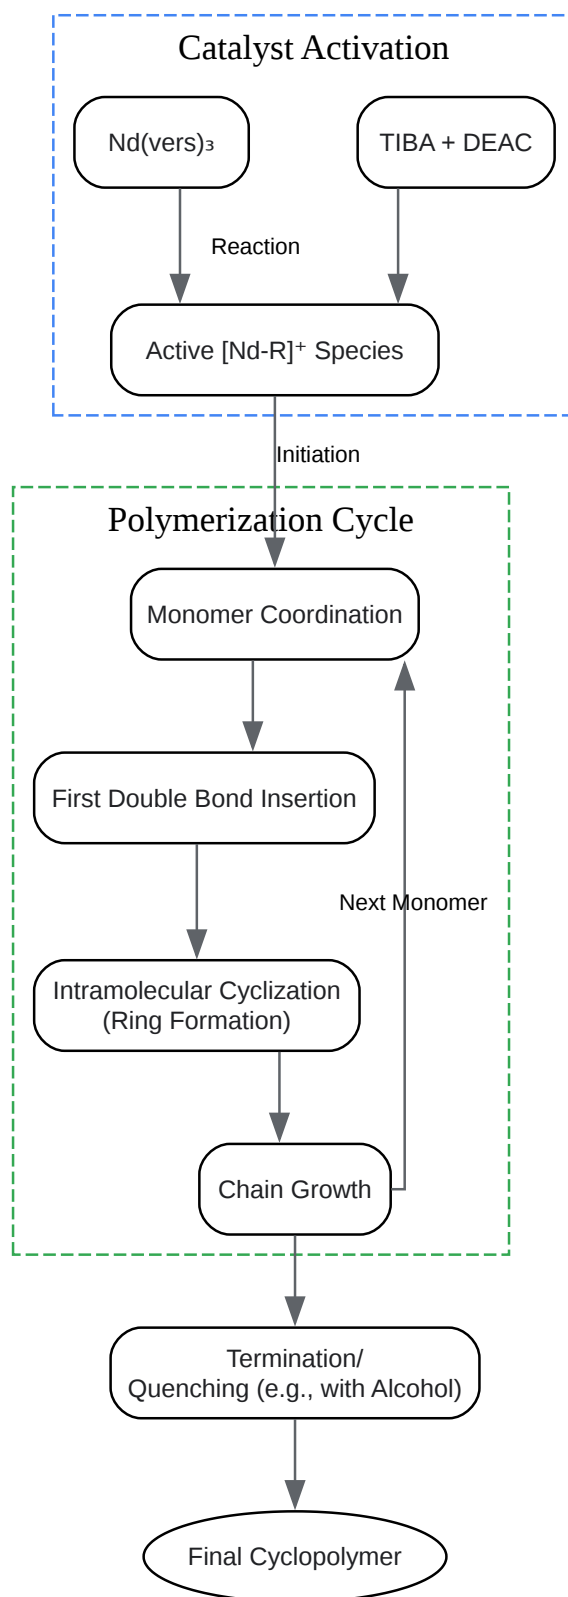 Catalyst Activation
Nd(vers)₃
TIBA + DEAC
Reaction
Active [Nd-R]⁺ Species
Initiation
Polymerization Cycle
Monomer Coordination
First Double Bond Insertion
Next Monomer
Intramolecular Cyclization
(Ring Formation)
Chain Growth
Termination/
Quenching (e.g., with Alcohol)
Final Cyclopolymer